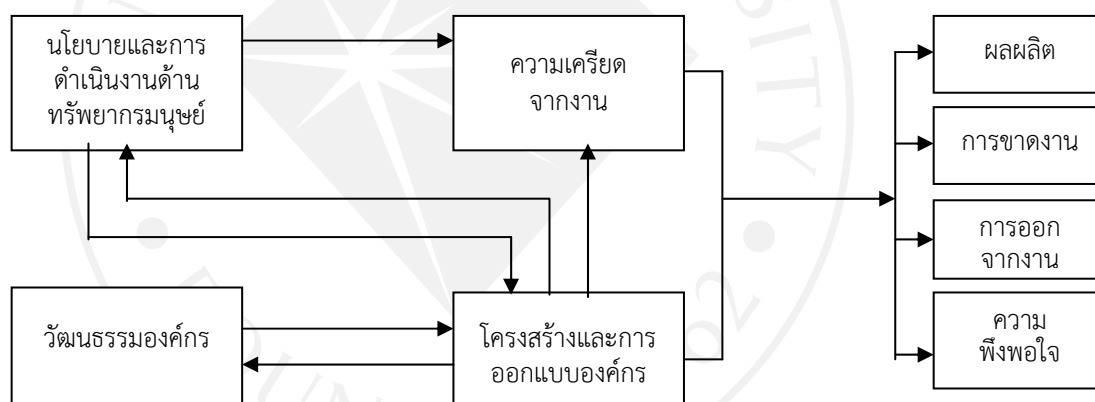 นโยบายและการ
ดำเนินงานด้าน
ทรัพยากรมนุษย์
ความเครียด
จากงาน
ผลผลิต
การขาดงาน
การออก
จากงาน
วัฒนธรรมองค์กร
โครงสร้างและการ
ออกแบบองค์กร
ความ
พึงพอใจ